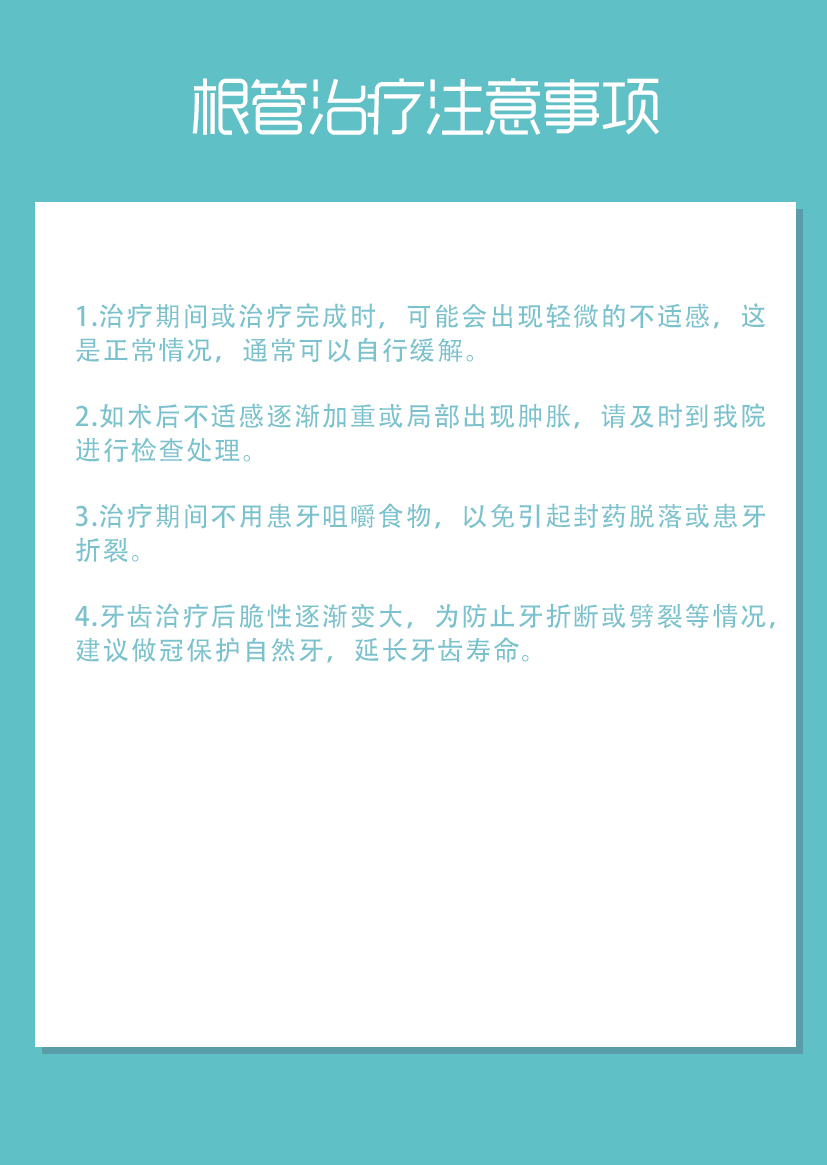 根管治疗注意事项
1.治疗期间或治疗完成时，可能会出现轻微的不适感，这
是正常情况，通常可以自行缓解。
2.如术后不适感逐渐加重或局部出现肿胀，请及时到我院
进行检查处理。
3.治疗期间不用患牙咀嚼食物，以免引起封药脱落或患牙
折裂。
4.牙齿治疗后脆性逐渐变大，为防止牙折断或劈裂等情况，
建议做冠保护自然牙，延长牙齿寿命。